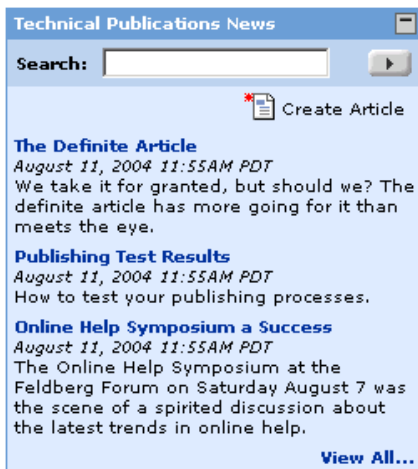 Technical Publications News
Search:
Create Article
The Definite Article
August 11, 2004 11:55AM PDT
We take it for granted, but should we? The
definite article has more going for it than
meets the eye.
Publishing Test Results
August 11, 2004 11:55AM PDT
How to test your publishing processes.
Online Help Symposium a Success
August 11, 2004 11:55AM PDT
The Online Help Symposium at the
Feldberg Forum on Saturday August 7 was
the scene of a spirited discussion about
the latest trends in online help.
View All...